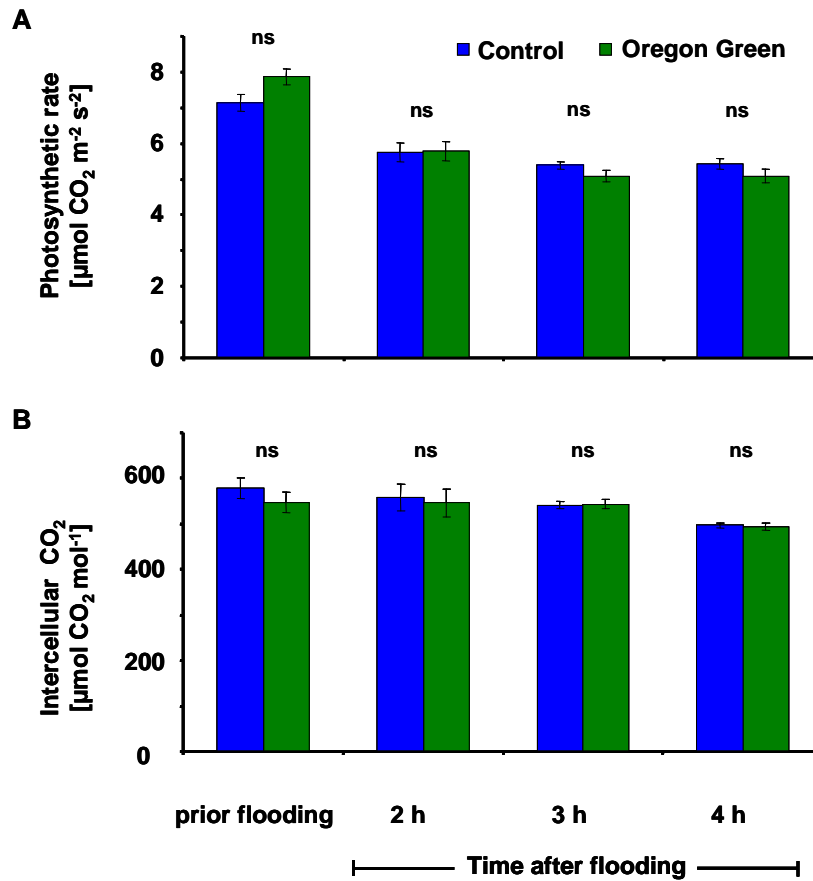 A
ns
Control Oregon Green
8
ns ns ns
6
4
2
0
Photosynthetic rate
[µmol CO2 m-2 s-2]
B
ns ns ns ns
600
400
200
0
Intercellular CO2
[µmol CO2 mol-1]
prior flooding 2 h 3 h 4 h
Time after flooding